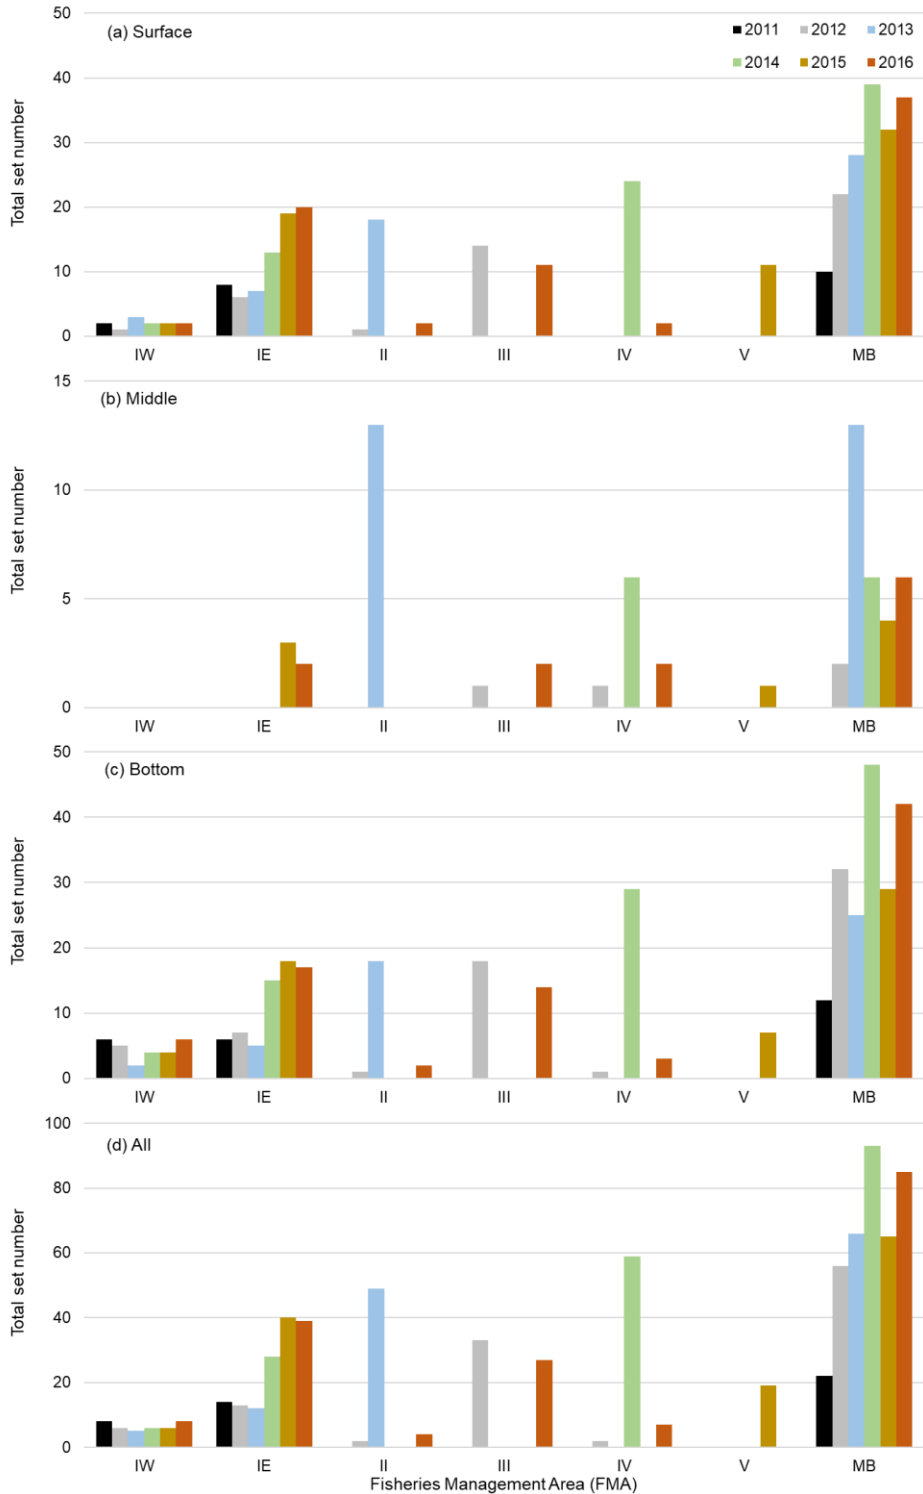 50
(a) Surface
2011 2012 2013
2014 2015 2016
40
30
20
10
0
Total set number
IW IE II III IV V MB
15
(b) Middle
10
5
0
Total set number
IW IE II III IV V MB
50
(c) Bottom
40
30
20
10
0
Total set number
IW IE II III IV V MB
100
(d) All
80
60
40
20
0
Total set number
IW IE II III IV V MB
Fisheries Management Area (FMA)